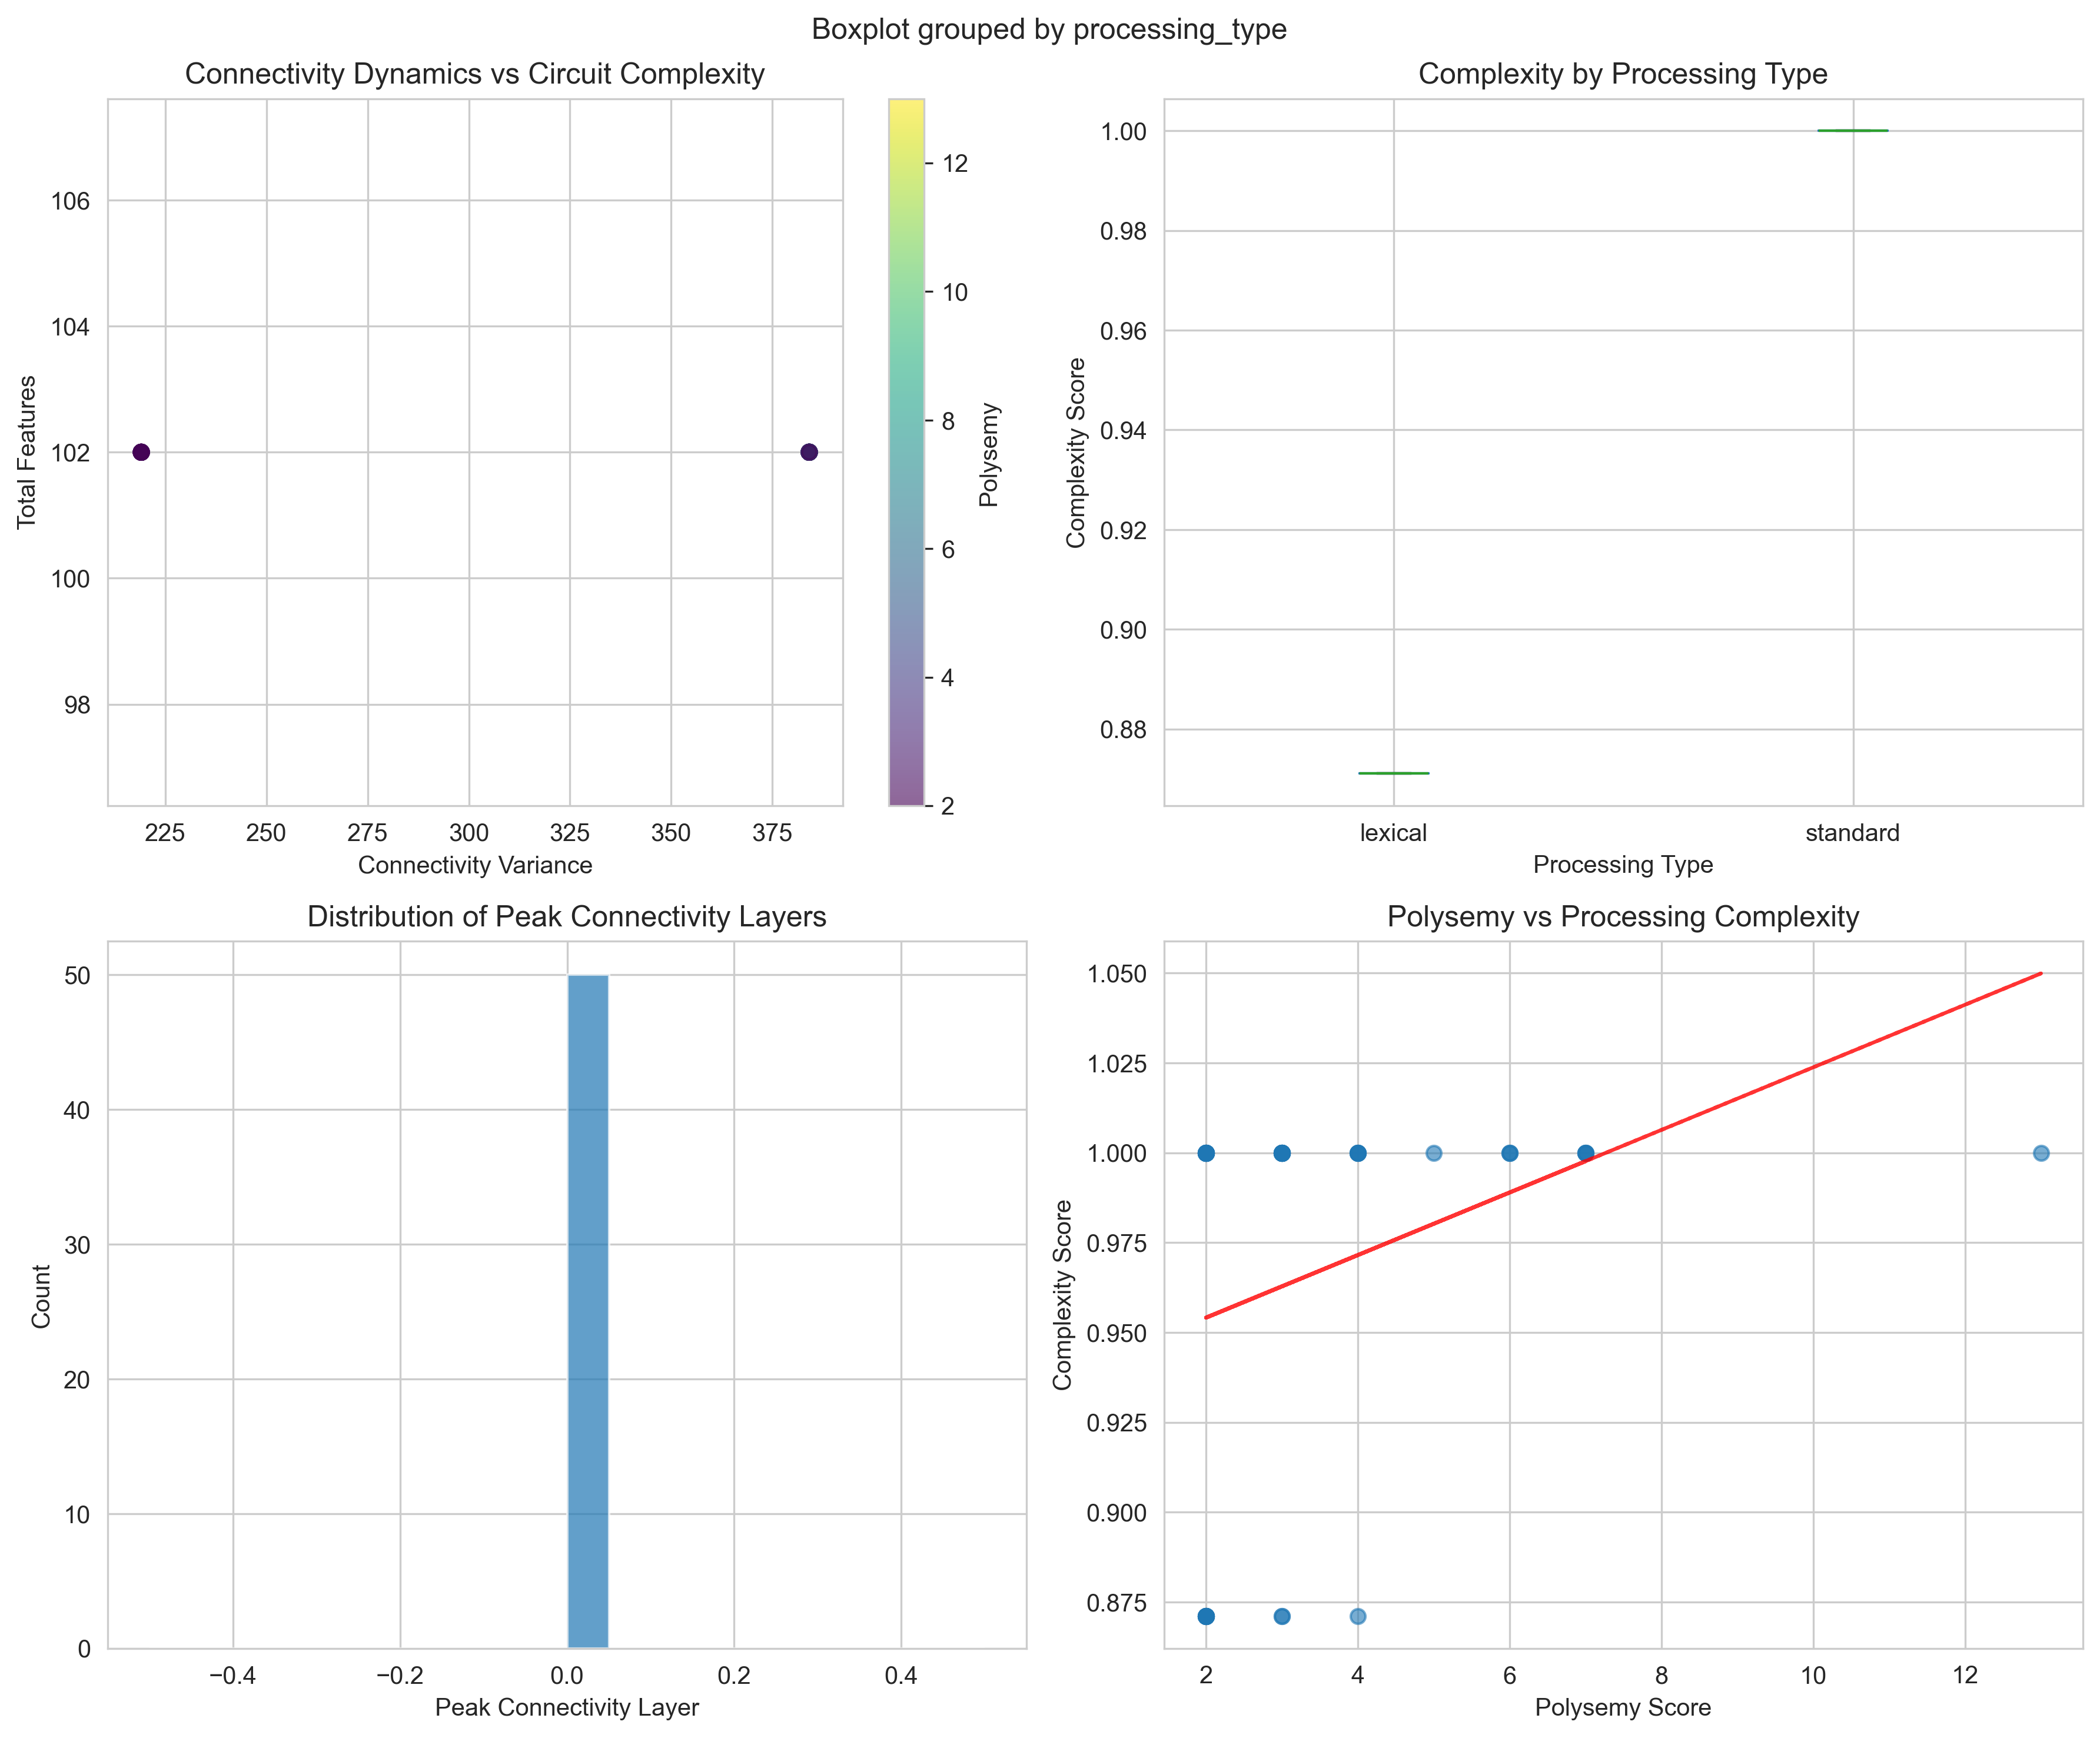 Boxplot grouped by processing_type
Connectivity Dynamics vs Circuit Complexity
106
104
102
100
98
Total Features
225 250 275 300 325 350 375
Connectivity Variance
12
10
8
6
4
2
Polysemy
Complexity by Processing Type
1.00
0.98
0.96
0.94
0.92
0.90
0.88
Complexity Score
lexical standard
Processing Type
Distribution of Peak Connectivity Layers
50
40
30
20
10
0
Count
−0.4 −0.2 0.0 0.2 0.4
Peak Connectivity Layer
Polysemy vs Processing Complexity
1.050
1.025
1.000
0.975
0.950
0.925
0.900
0.875
Complexity Score
2 4 6 8 10 12
Polysemy Score